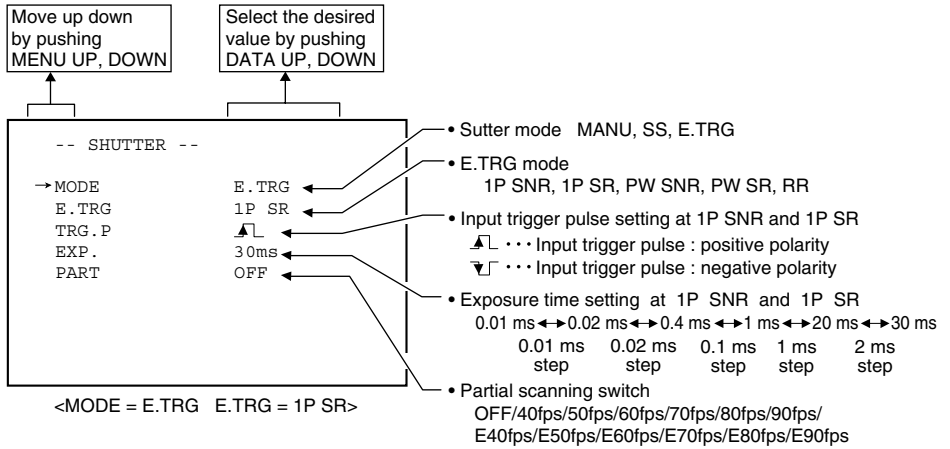 Move up down
by pushing
MENU UP, DOWN
Select the desired
value by pushing
DATA UP, DOWN
-- SHUTTER --
→MODE E.TRG
E.TRG 1P SR
TRG.P
EXP. 30ms
PART OFF
<MODE = E.TRG E.TRG = 1P SR>
• Sutter mode MANU, SS, E.TRG
• E.TRG mode
1P SNR, 1P SR, PW SNR, PW SR, RR
• Input trigger pulse setting at 1P SNR and 1P SR
··· Input trigger pulse : positive polarity
··· Input trigger pulse : negative polarity
• Exposure time setting at 1P SNR and 1P SR
0.01 ms↔0.02 ms↔0.4 ms↔1 ms↔20 ms↔30 ms
0.01 ms 0.02 ms 0.1 ms 1 ms 2 ms
step step step step step
• Partial scanning switch
OFF/40fps/50fps/60fps/70fps/80fps/90fps/
E40fps/E50fps/E60fps/E70fps/E80fps/E90fps